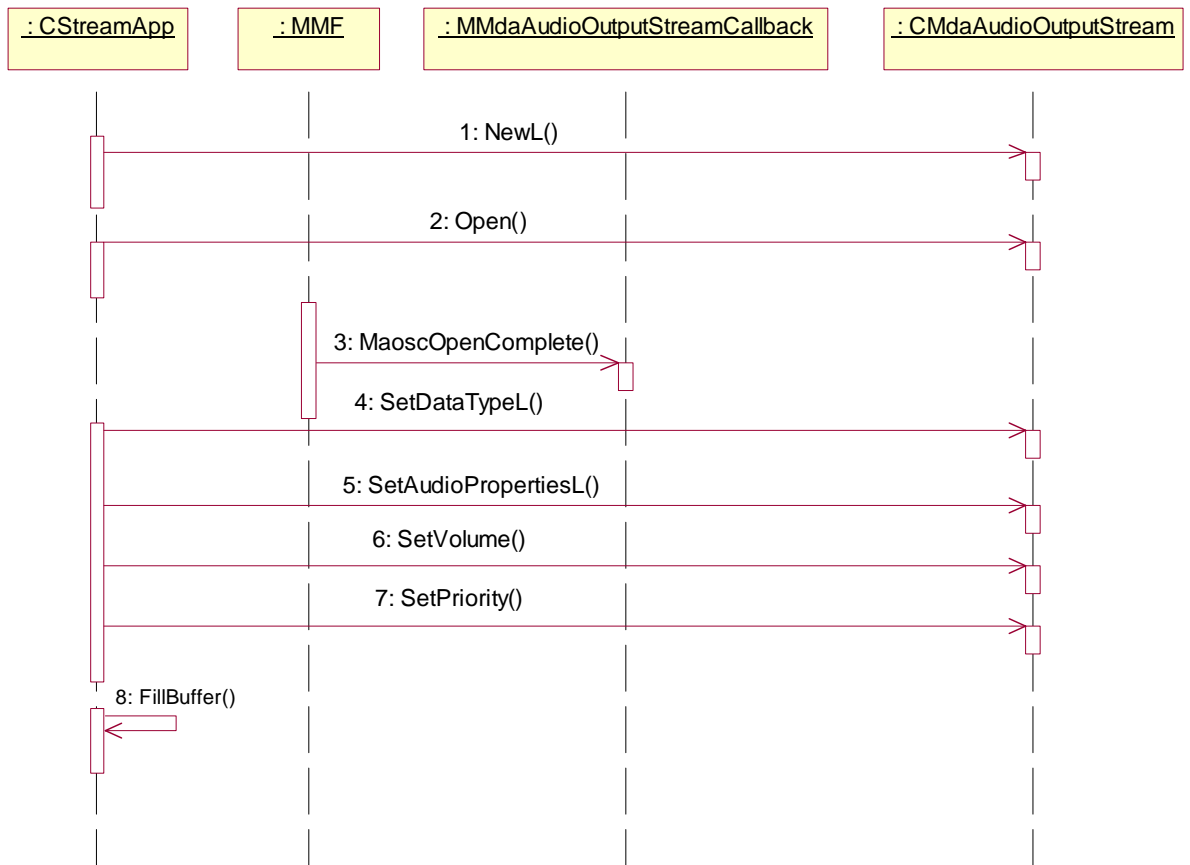 : CStreamApp
: MMF
: MMdaAudioOutputStreamCallback
: CMdaAudioOutputStream
1: NewL()
2: Open()
3: MaoscOpenComplete()
4: SetDataTypeL()
5: SetAudioPropertiesL()
6: SetVolume()
7: SetPriority()
8: FillBuffer()